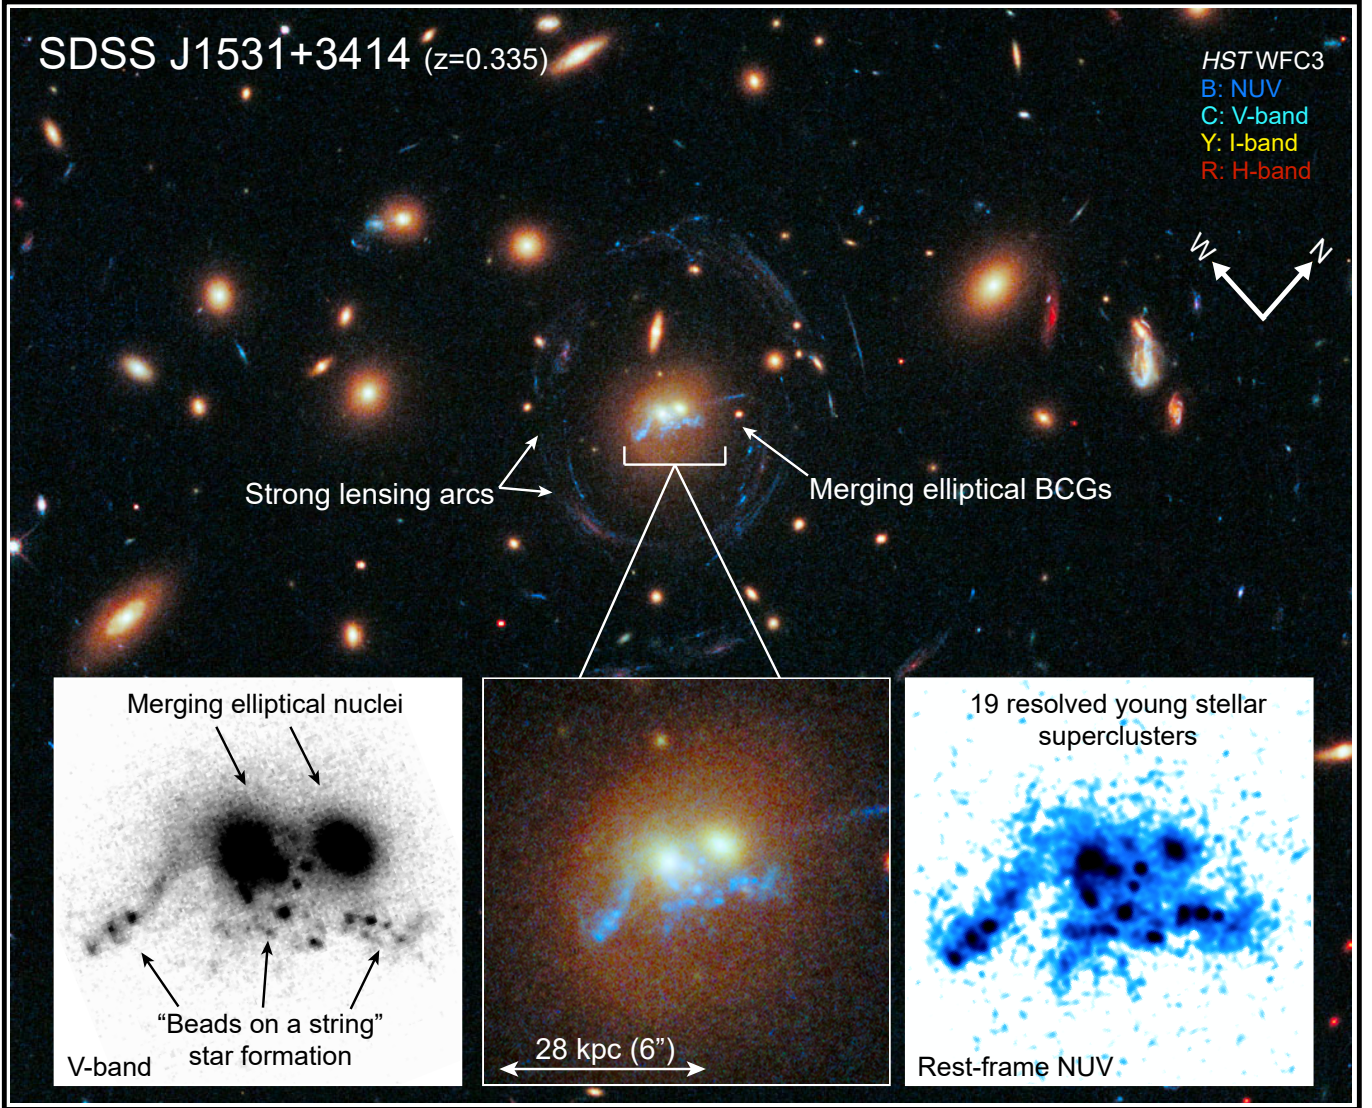 SDSS J1531+3414 (z=0.335)
HST WFC3
B: NUV
C: V-band
Y: I-band
R: H-band
W
N
Strong lensing arcs
Merging elliptical BCGs
Merging elliptical nuclei
“Beads on a string”
star formation
V-band
28 kpc (6”)
19 resolved young stellar
superclusters
Rest-frame NUV